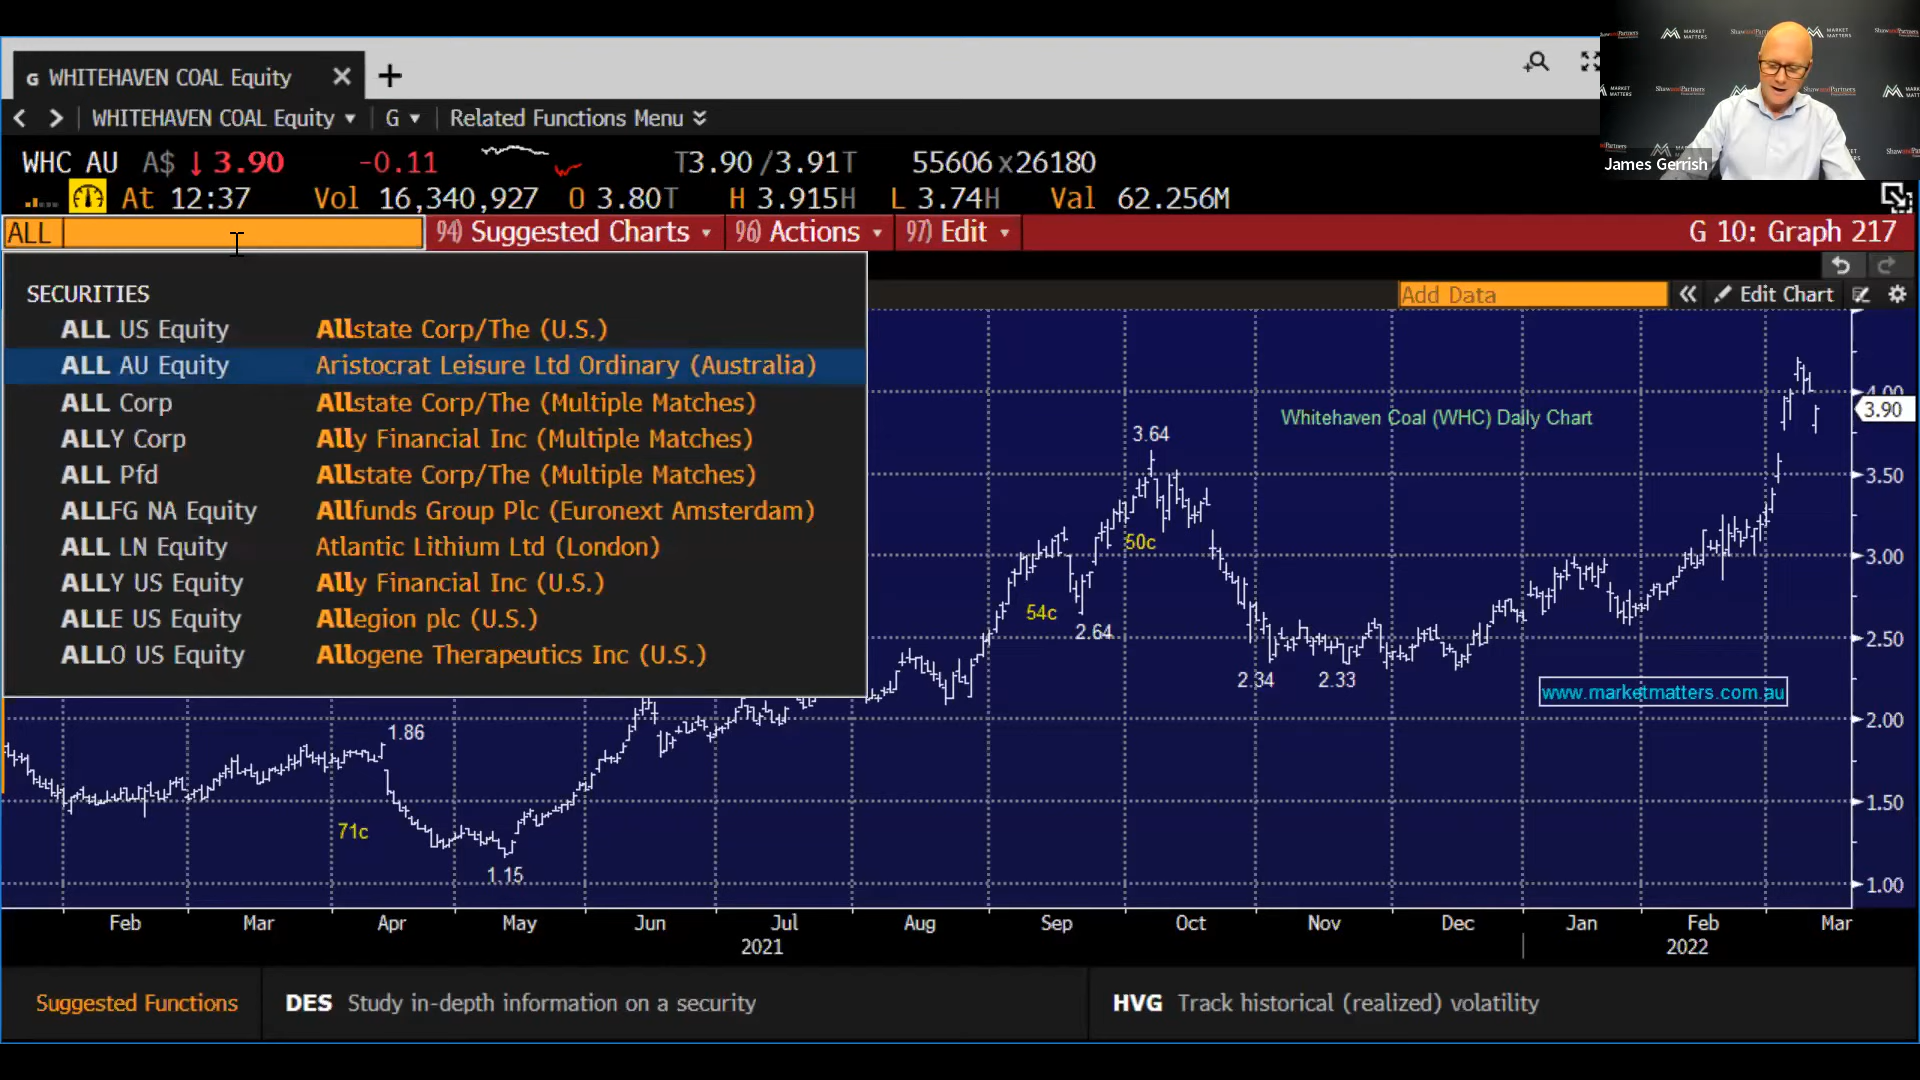 G WHITEHAVEN COAL Equity
WHITEHAVEN COAL Equity G Related Functions Menu
WHC AU A$ ↓3.90 -0.11 T3.90/3.91T 55606x26180
At 12:37 Vol 16,340,927 O 3.80T H 3.915H L 3.74H Val 62.256M
ALL 94) Suggested Charts 96) Actions 97) Edit G 10: Graph 217
Add Data Edit Chart
SECURITIES
ALL US Equity Allstate Corp/The (U.S.)
ALL AU Equity Aristocrat Leisure Ltd Ordinary (Australia)
ALL Corp Allstate Corp/The (Multiple Matches)
ALLY Corp Ally Financial Inc (Multiple Matches)
ALL Pfd Allstate Corp/The (Multiple Matches)
ALLFG NA Equity Allfunds Group Plc (Euronext Amsterdam)
ALL LN Equity Atlantic Lithium Ltd (London)
ALLY US Equity Ally Financial Inc (U.S.)
ALLE US Equity Allegion plc (U.S.)
ALLO US Equity Allogene Therapeutics Inc (U.S.)
Whitehaven Coal (WHC) Daily Chart
3.64
50c
54c
2.64
2.34
2.33
www.marketmatters.com.au
1.86
71c
1.15
4.00
3.90
3.50
3.00
2.50
2.00
1.50
1.00
Feb Mar Apr May Jun Jul Aug Sep Oct Nov Dec Jan Feb Mar
2021 2022
Suggested Functions DES Study in-depth information on a security HVG Track historical (realized) volatility
MARKET MATTERS
ShawandPartners
James Gerrish